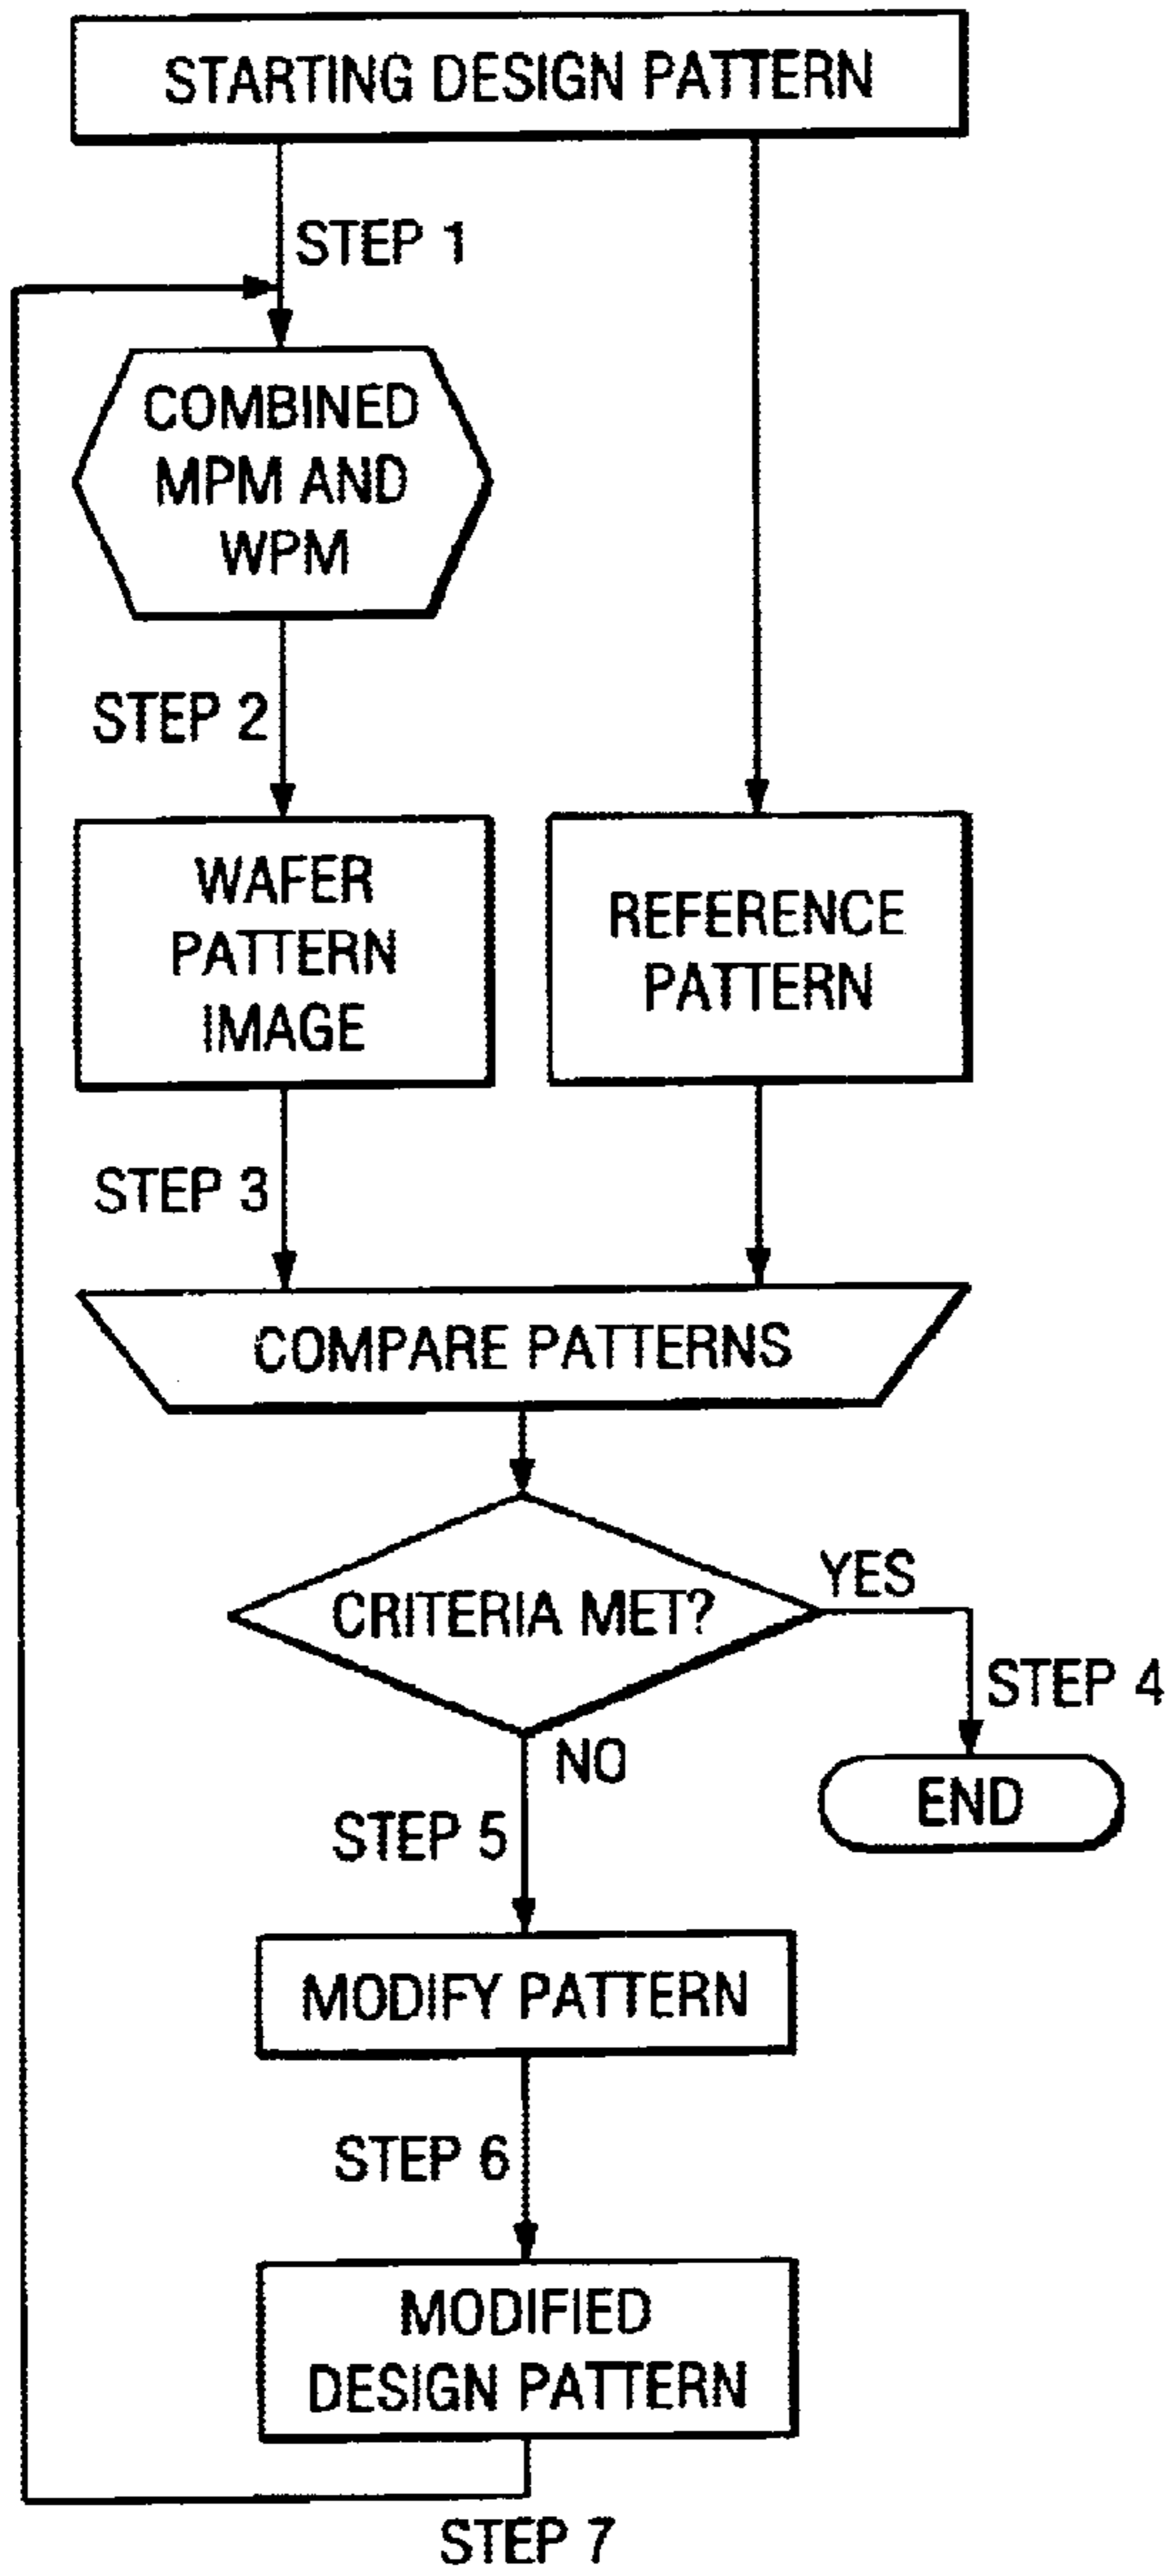 STARTING DESIGN PATTERN
STEP 1
COMBINED
MPM AND
WPM
STEP 2
WAFER
PATTERN
IMAGE
REFERENCE
PATTERN
STEP 3
COMPARE PATTERNS
CRITERIA MET?
YES
STEP 4
END
NO
STEP 5
MODIFY PATTERN
STEP 6
MODIFIED
DESIGN PATTERN
STEP 7